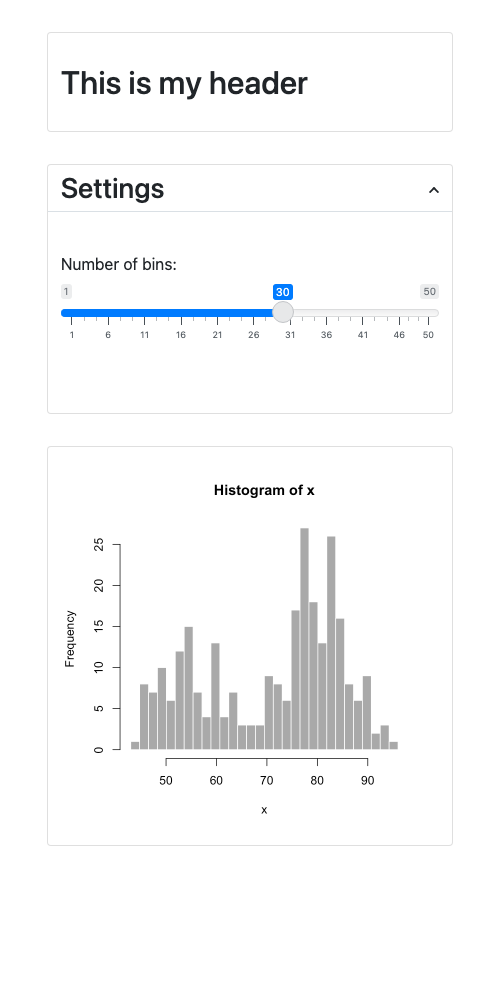 This is my header
Settings
Number of bins:
1 30 50
1 6 11 16 21 26 31 36 41 46 50
Histogram of x
Frequency
25
20
15
10
5
0
50 60 70 80 90
x